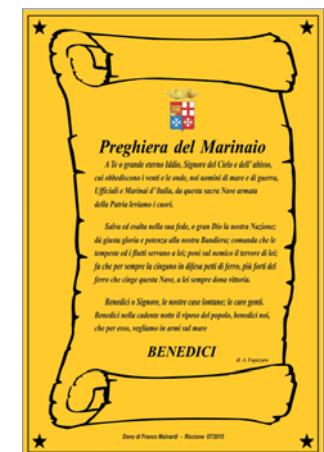 Preghiera del Marinaio
A Te o grande eterno Iddio, Signore del Cielo e dell'abisso,
cui obbediscono i venti e le onde, noi uomini di mare e di guerra,
Ufficiali e Marinai d'Italia, da questa sacra Nave armata
della Patria leviamo i cuori.
Salva ed esalta nella sua fede, o gran Dio la nostra Nazione;
dà giusta gloria e potenza alla nostra Bandiera; comanda che le
tempeste ed i flutti servano a lei; poni sul nemico il terrore di lei;
fa che per sempre la cingano in difesa petti di ferro, più forti del
ferro che cinge questa Nave, a lei sempre dona vittoria.
Benedici o Signore, le nostre case lontane; le care genti.
Benedici nella cadente notte il riposo del popolo, benedici noi,
che per esso, vegliamo in armi sul mare
BENEDICI
di A. Fogazzaro
Dono di Franco Mainardi - Riccione 07/2015